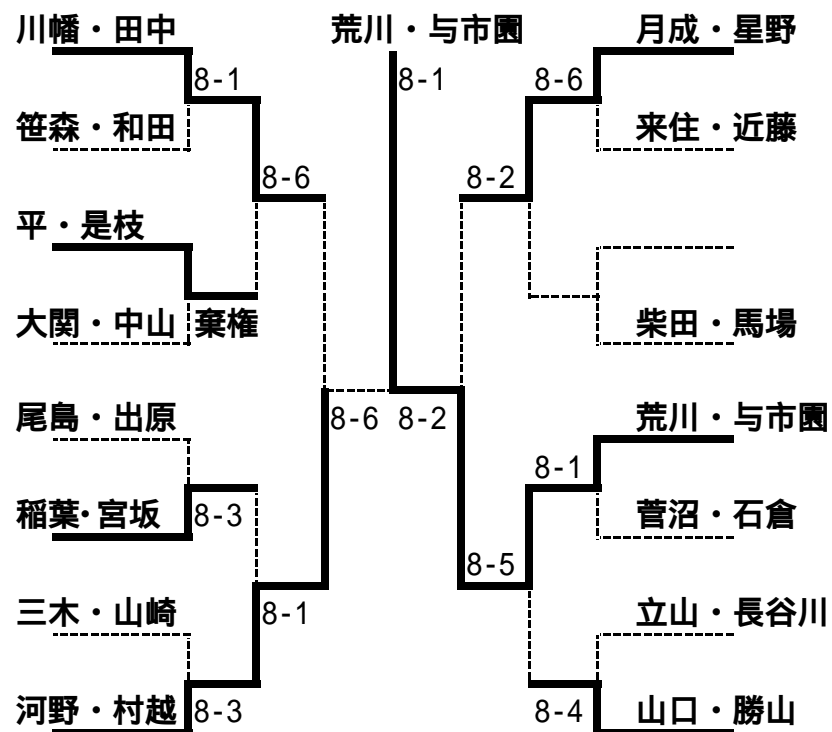 川幡・田中 荒川・与市園 月成・星野
8-1 8-1 8-6
笹森・和田 来住・近藤
8-6 8-2
平・是枝
大関・中山 棄権 柴田・馬場
尾島・出原 8-6 8-2 荒川・与市園
8-1
稲葉・宮坂 8-3 菅沼・石倉
8-5
三木・山崎 8-1 立山・長谷川
河野・村越 8-3 8-4 山口・勝山